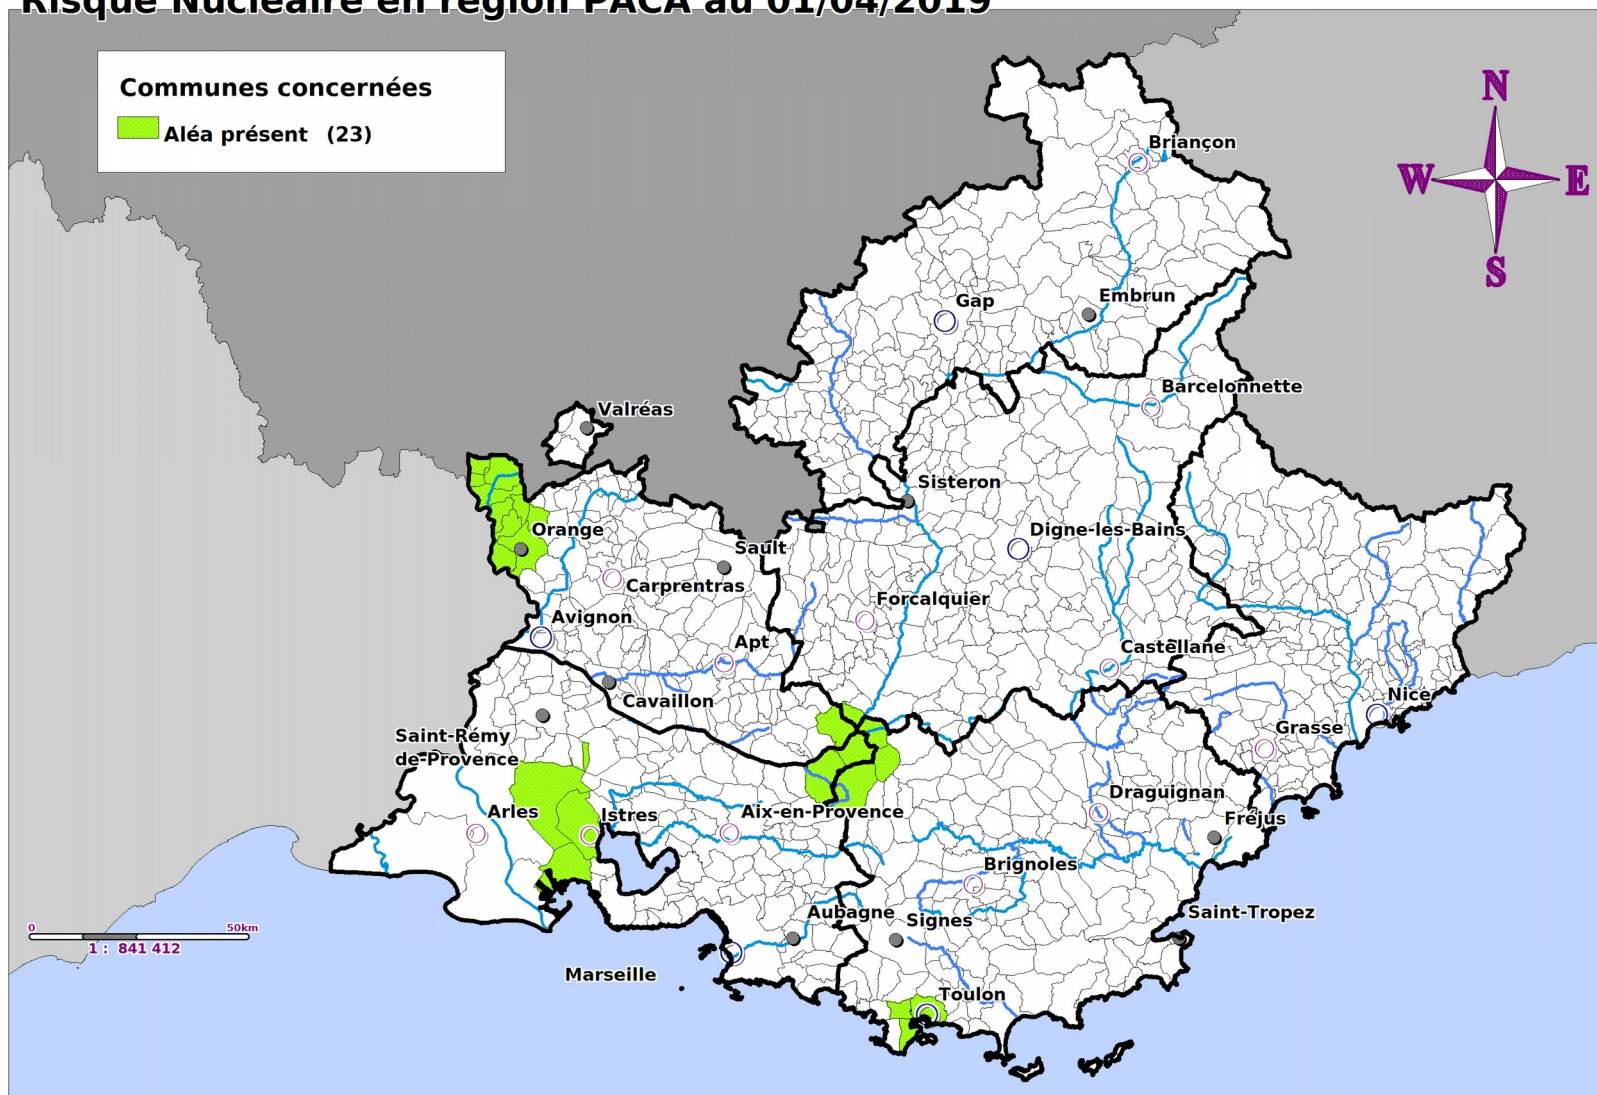 Risque Nucléaire en région PACA au 01/04/2019
Communes concernées
Aléa présent (23)
N
W E
S
Briançon
Gap
Embrun
Barcelonnette
Valréas
Sisteron
Orange
Digne-les-Bains
Sault
Carpentras
Forcalquier
Avignon
Apt
Castellane
Cavaillon
Nice
Grasse
Saint-Rémy
de-Provence
Arles
Istres
Aix-en-Provence
Draguignan
Fréjus
Brignoles
Aubagne
Signes
Saint-Tropez
0 50km
1 : 841 412
Marseille
Toulon